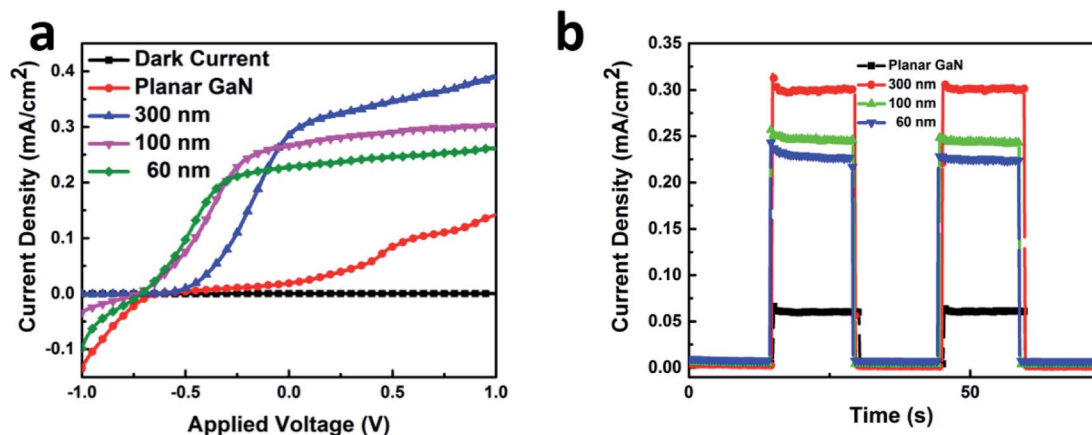 a
Current Density (mA/cm²)
0.4
0.3
0.2
0.1
0.0
-0.1
Dark Current
Planar GaN
300 nm
100 nm
60 nm
-1.0 -0.5 0.0 0.5 1.0
Applied Voltage (V)
b
Current Density (mA/cm²)
0.35
0.30
0.25
0.20
0.15
0.10
0.05
0.00
Planar GaN
300 nm
100 nm
60 nm
0 50
Time (s)